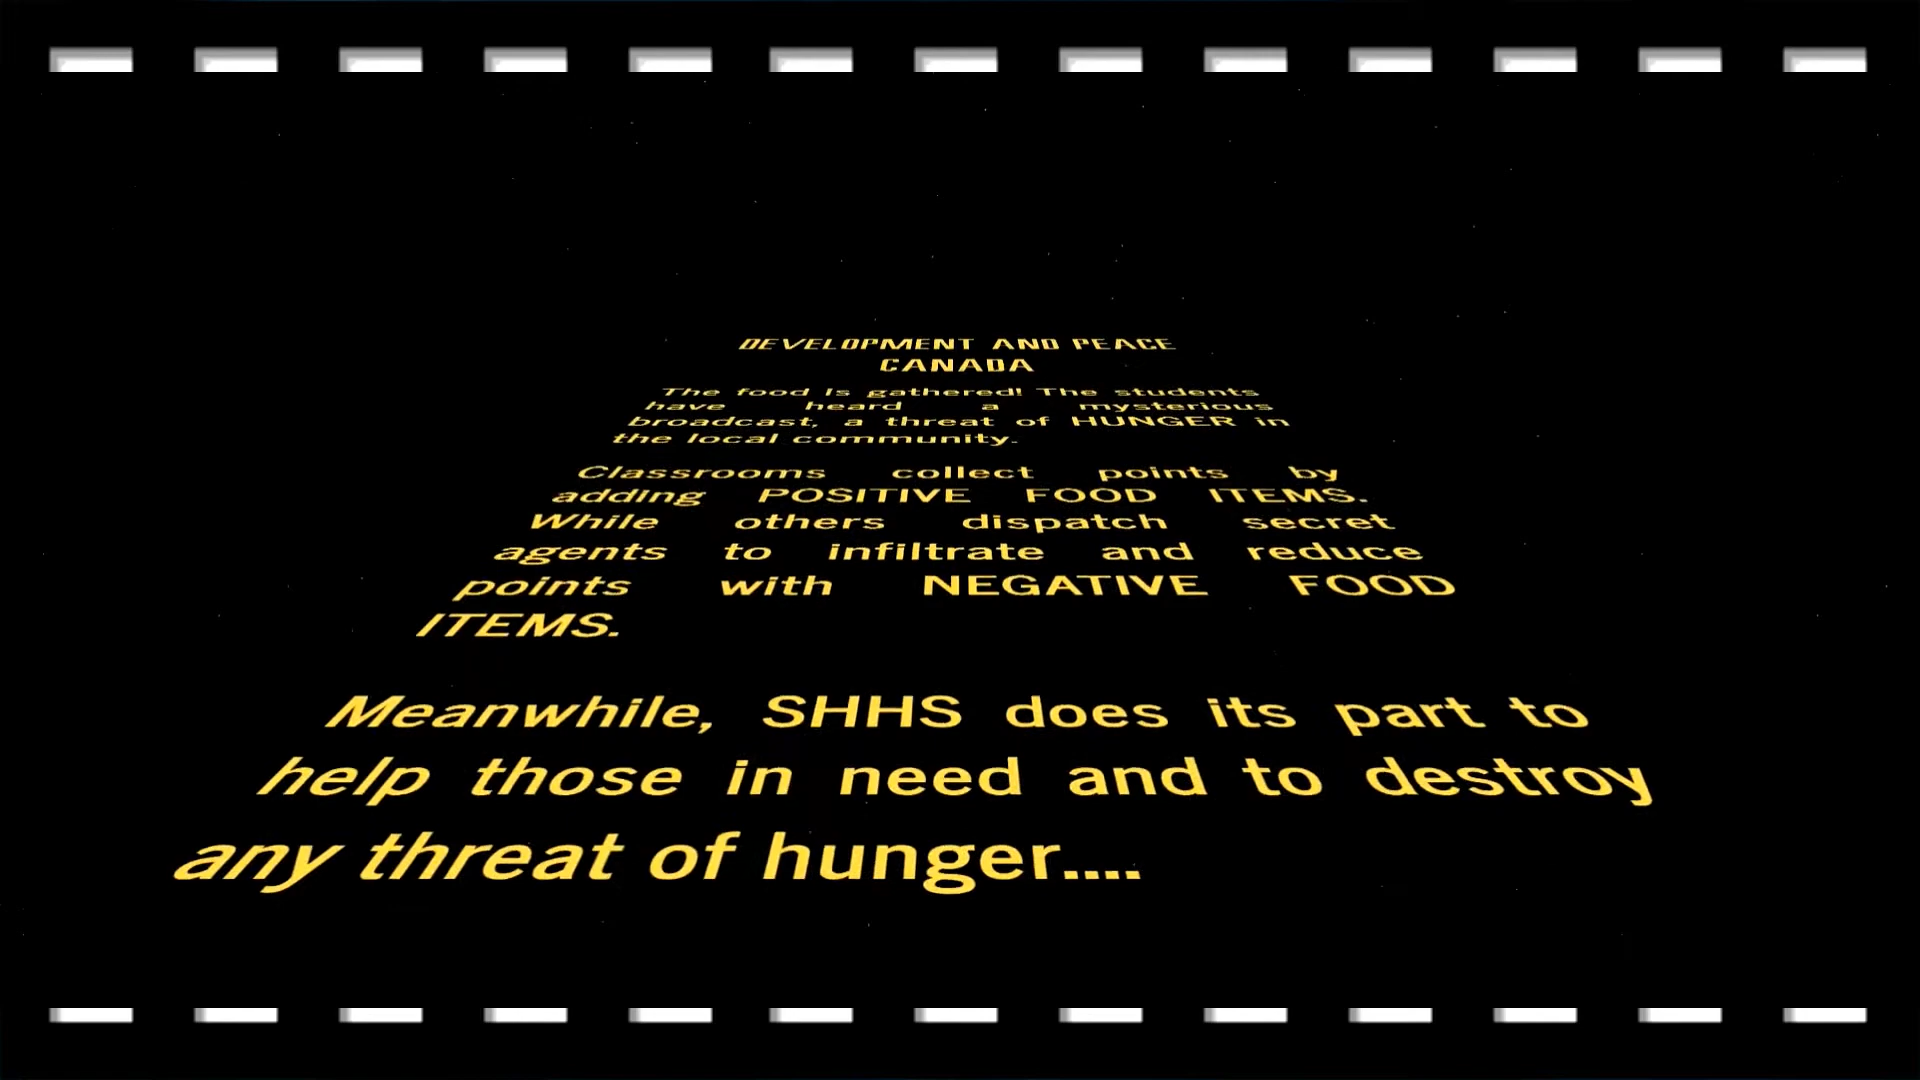 DEVELOPMENT AND PEACE
CANADA
The food is gathered! The students
have heard a mysterious
broadcast, a threat of HUNGER in
the local community.
Classrooms collect points by
adding POSITIVE FOOD ITEMS.
While others dispatch secret
agents to infiltrate and reduce
points with NEGATIVE FOOD
ITEMS.
Meanwhile, SHHS does its part to
help those in need and to destroy
any threat of hunger....